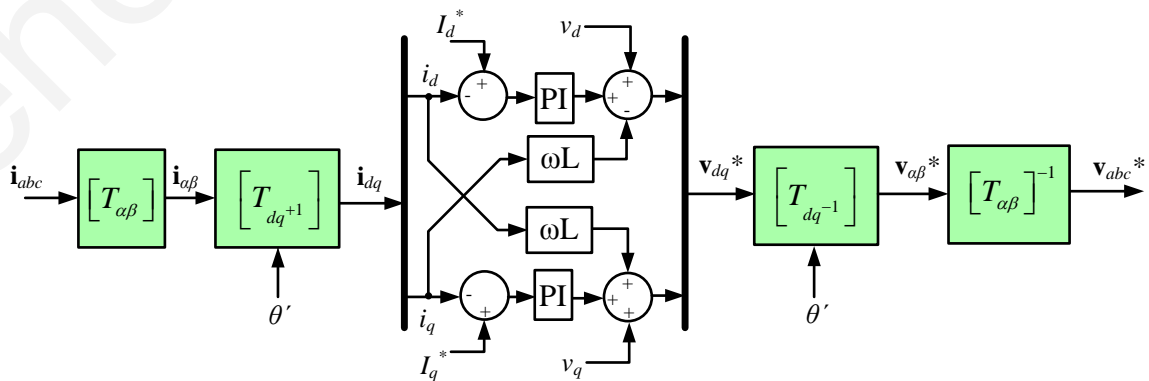 I_d^*
v_d
i_d
- +
PI
+ + -
i_abc
[T_αβ]
i_αβ
[T_dq^+1]
i_dq
ωL
v_dq*
[T_dq^-1]
v_αβ*
[T_αβ]^-1
v_abc*
ωL
θ′
- +
PI
+ + +
θ′
i_q
I_q^*
v_q